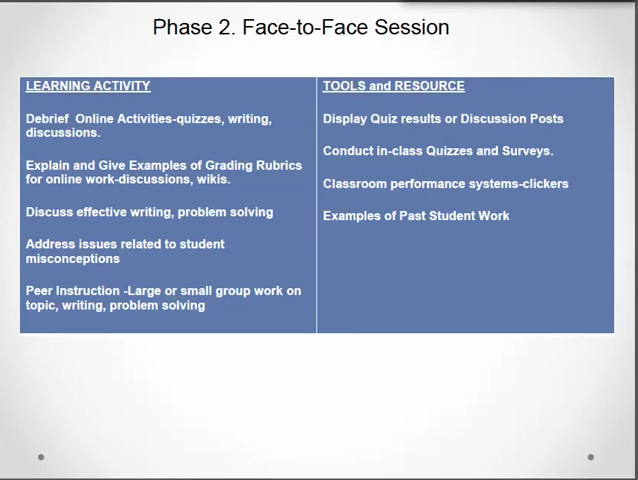 Phase 2. Face-to-Face Session
LEARNING ACTIVITY
Debrief Online Activities-quizzes, writing,
discussions.
Explain and Give Examples of Grading Rubrics
for online work-discussions, wikis.
Discuss effective writing, problem solving
Address issues related to student
misconceptions
Peer Instruction -Large or small group work on
topic, writing, problem solving
TOOLS and RESOURCE
Display Quiz results or Discussion Posts
Conduct in-class Quizzes and Surveys.
Classroom performance systems-clickers
Examples of Past Student Work